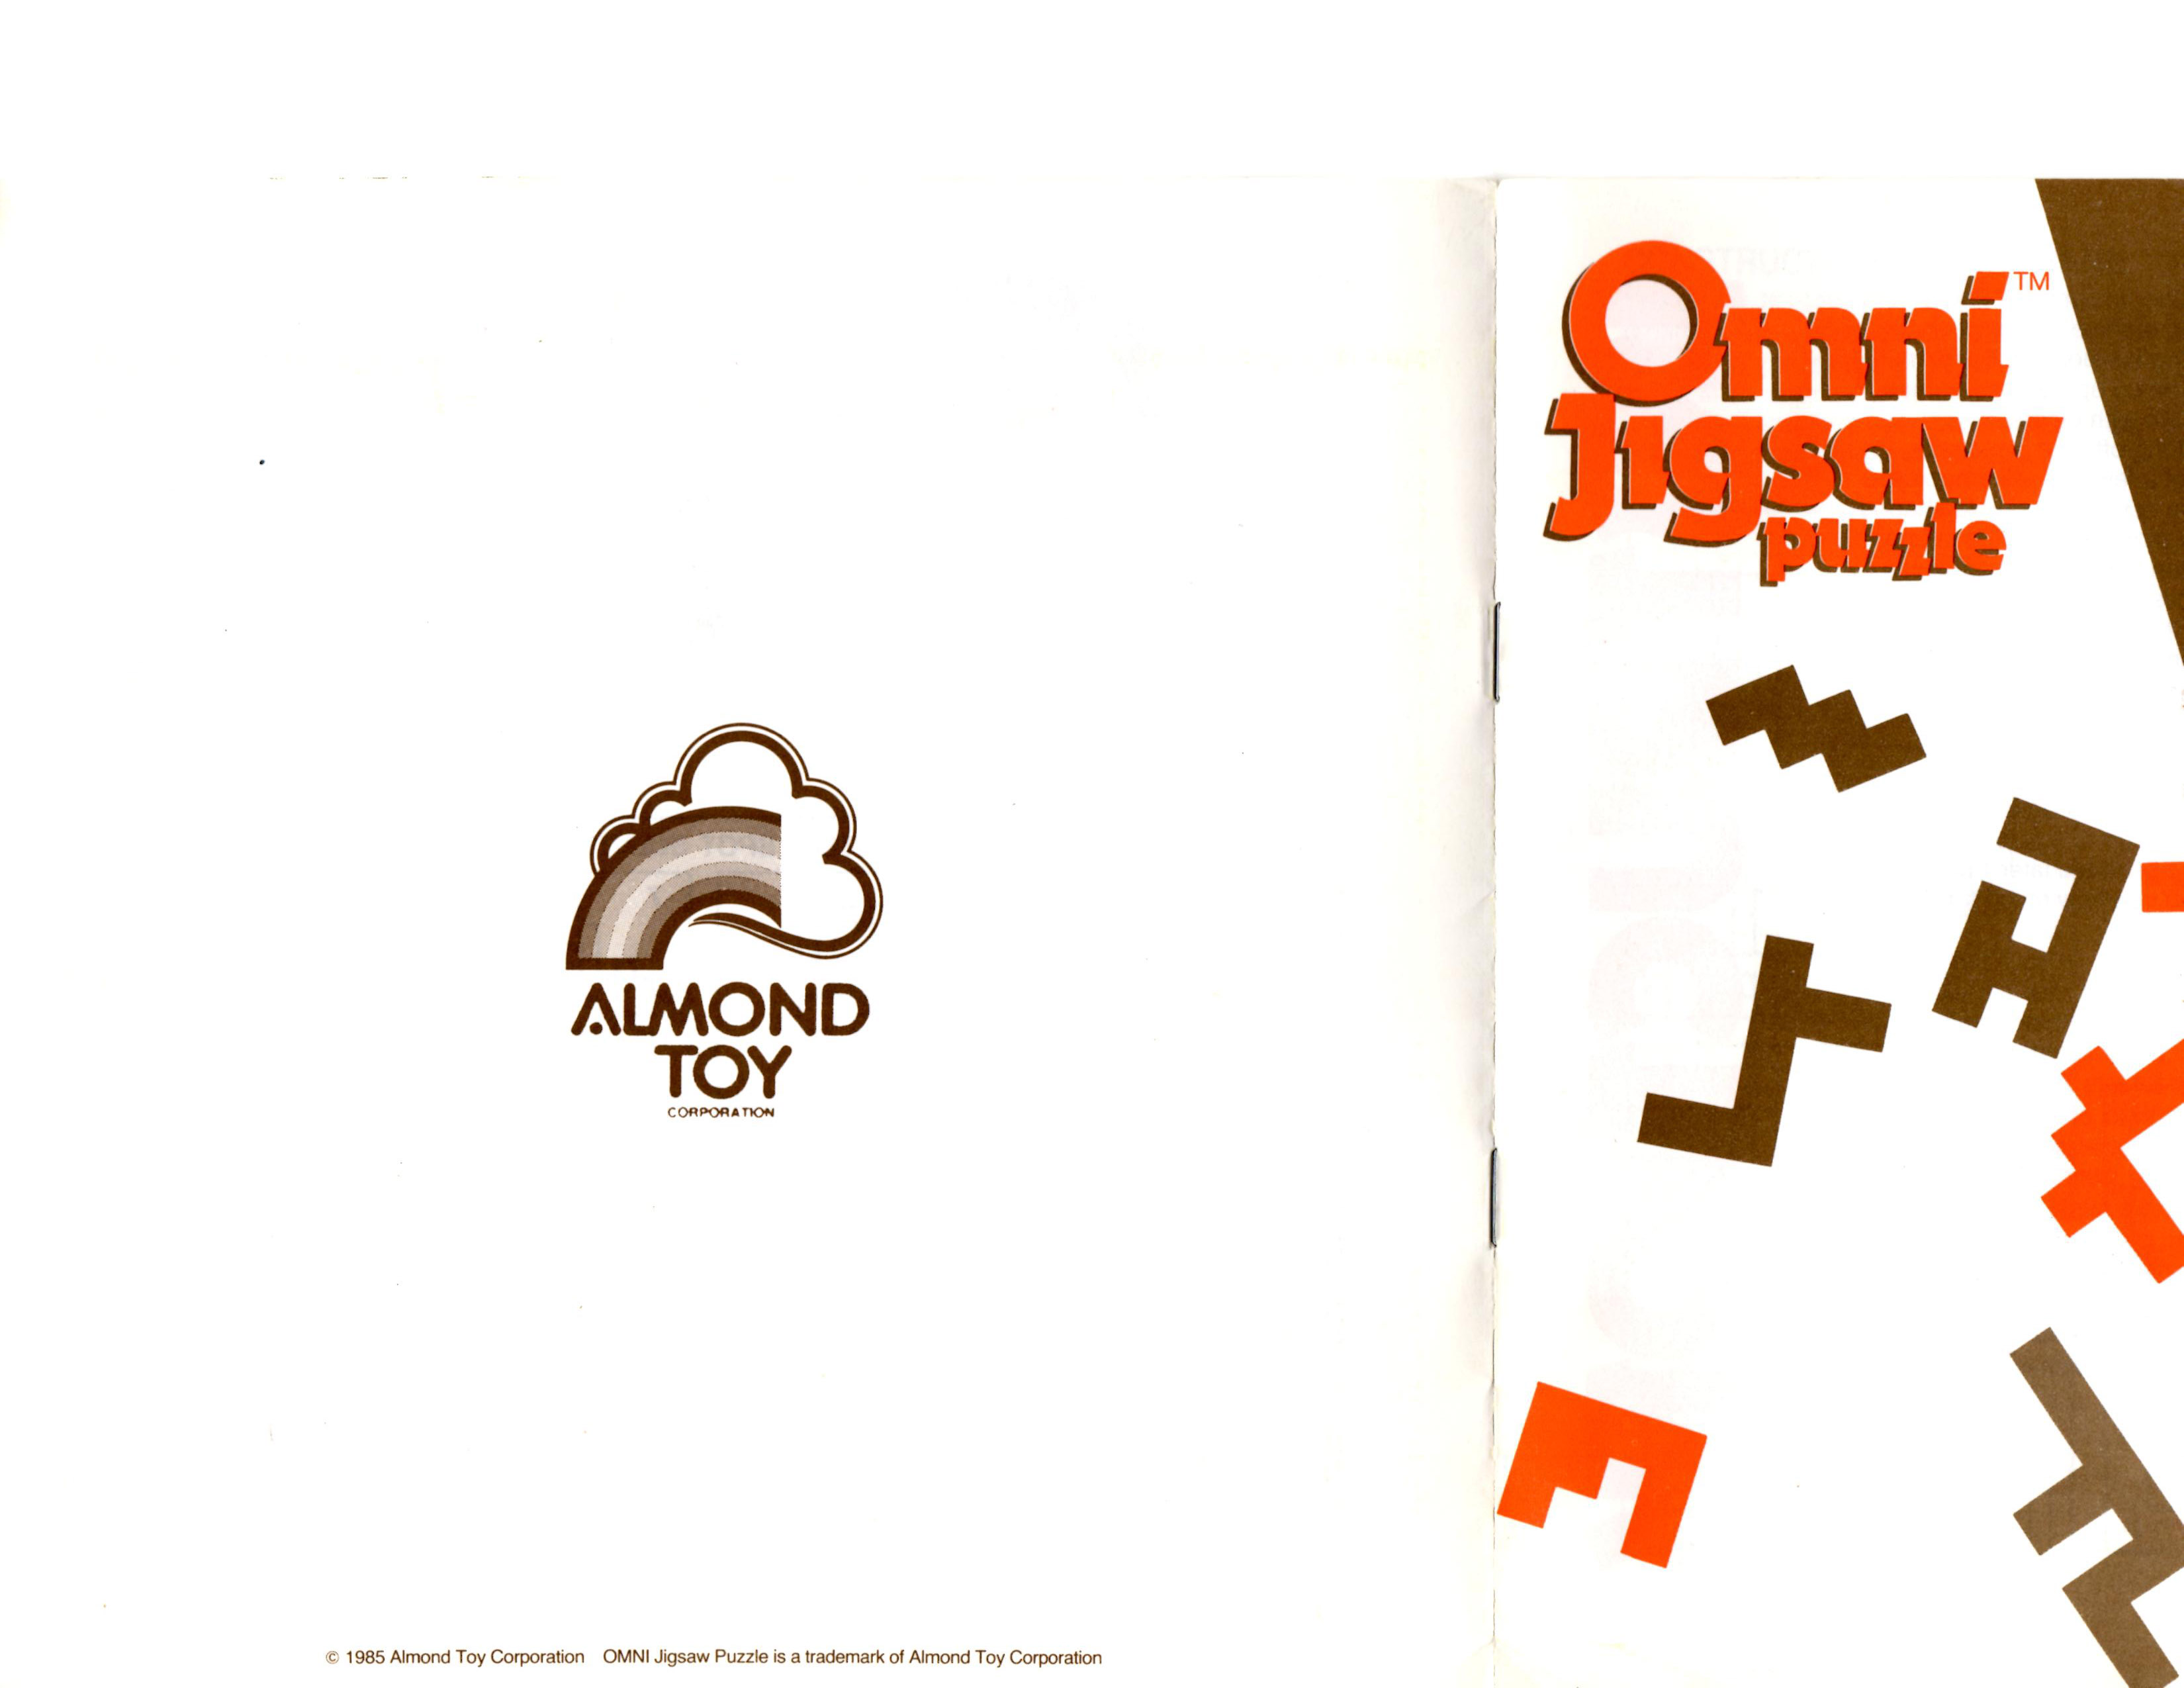 ALMOND
TOY
CORPORATION
© 1985 Almond Toy Corporation OMNI Jigsaw Puzzle is a trademark of Almond Toy Corporation
Omni™
Jigsaw
puzzle